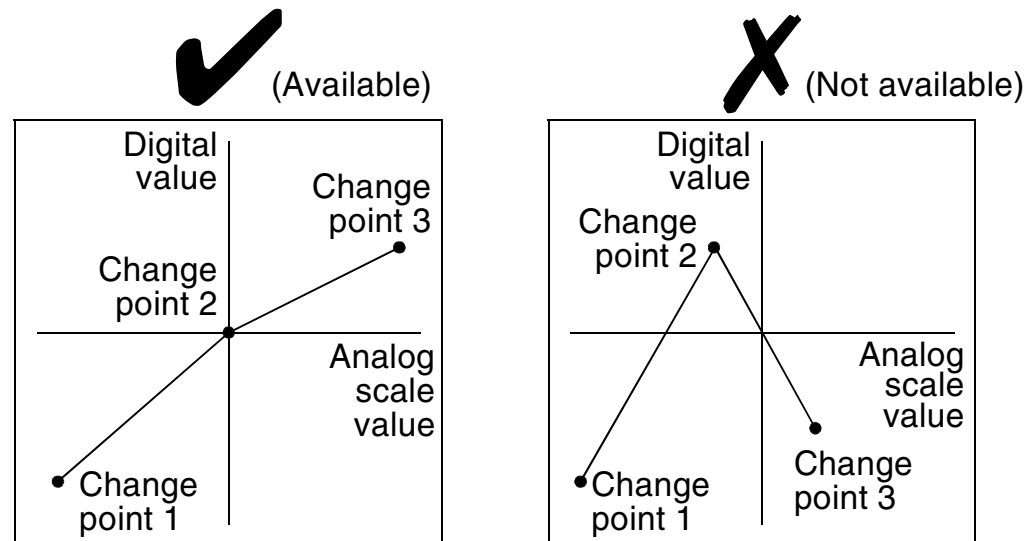 (Available)
Digital
value
Change
point 3
Change
point 2
Analog
scale
value
Change
point 1
(Not available)
Digital
value
Change
point 2
Analog
scale
value
Change
point 3
Change
point 1